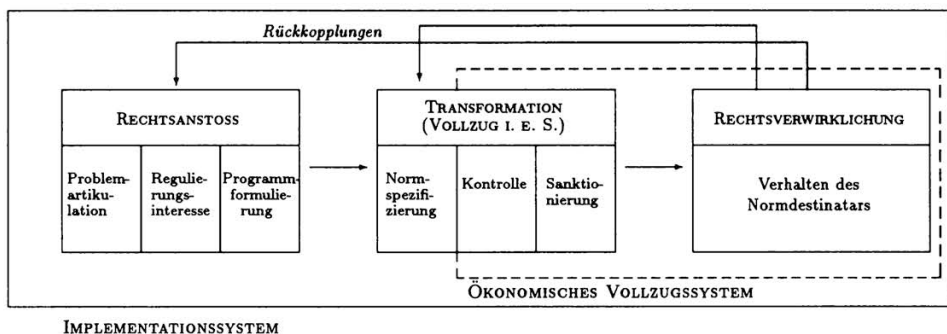 Rückkopplungen
RECHTSANSTOSS
Problem-
artiku-
lation
Regulie-
rungs-
interesse
Programm-
formulie-
rung
TRANSFORMATION
(VOLLZUG I. E. S.)
Norm-
spezifi-
zierung
Kontrolle
Sanktio-
nierung
RECHTSVERWIRKLICHUNG
Verhalten des
Normdestinatars
ÖKONOMISCHES VOLLZUGSSYSTEM
IMPLEMENTATIONSSYSTEM